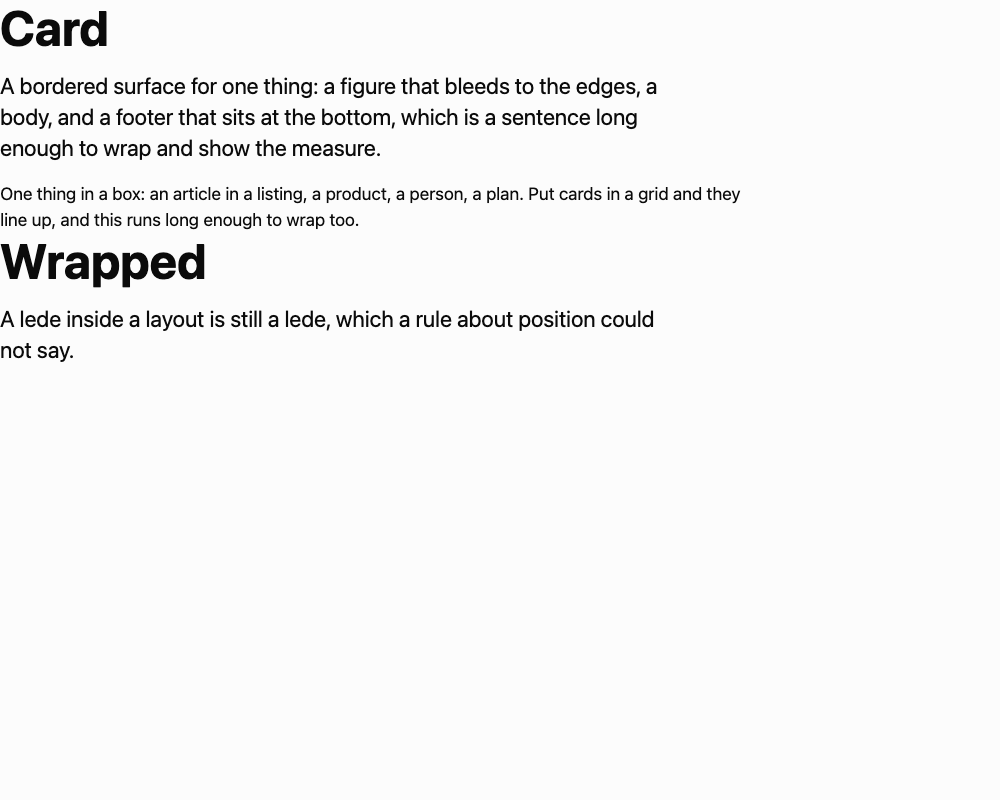 Card
A bordered surface for one thing: a figure that bleeds to the edges, a
body, and a footer that sits at the bottom, which is a sentence long
enough to wrap and show the measure.
One thing in a box: an article in a listing, a product, a person, a plan. Put cards in a grid and they
line up, and this runs long enough to wrap too.
Wrapped
A lede inside a layout is still a lede, which a rule about position could
not say.